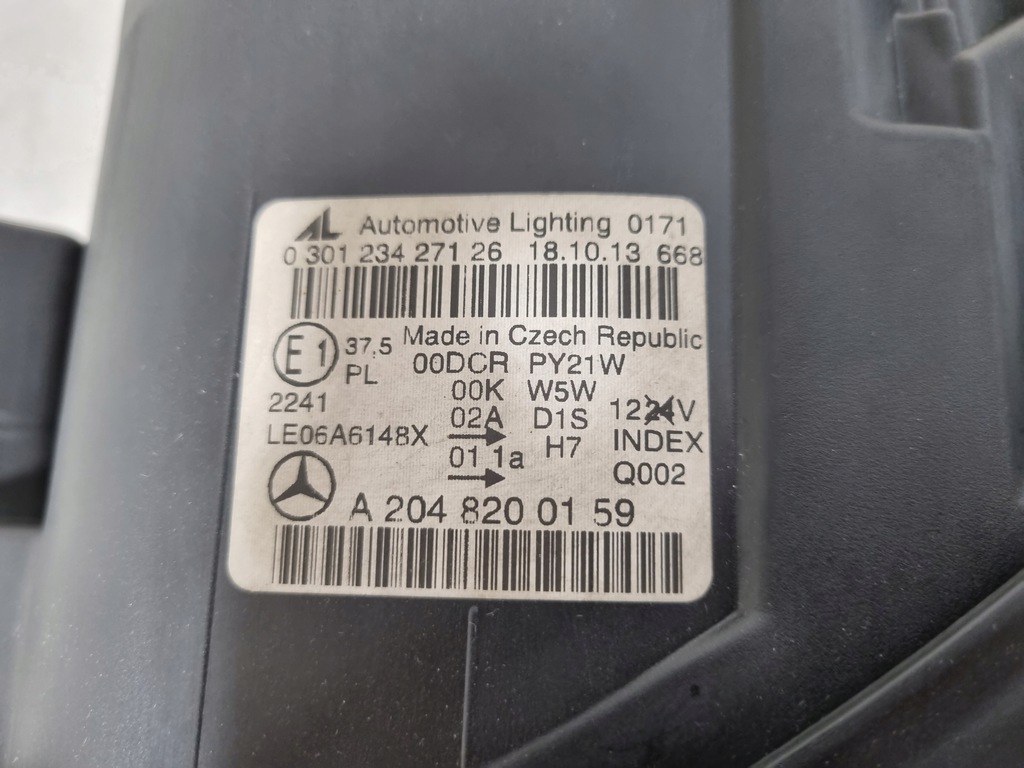 AL Automotive Lighting 0171
0 301 234 271 26 18.10.13 668
Made in Czech Republic
E1 37,5 00DCR PY21W
PL 00K W5W
2241 02A D1S 1224V
LE06A6148X H7 INDEX
01 1a Q002
A 204 820 01 59